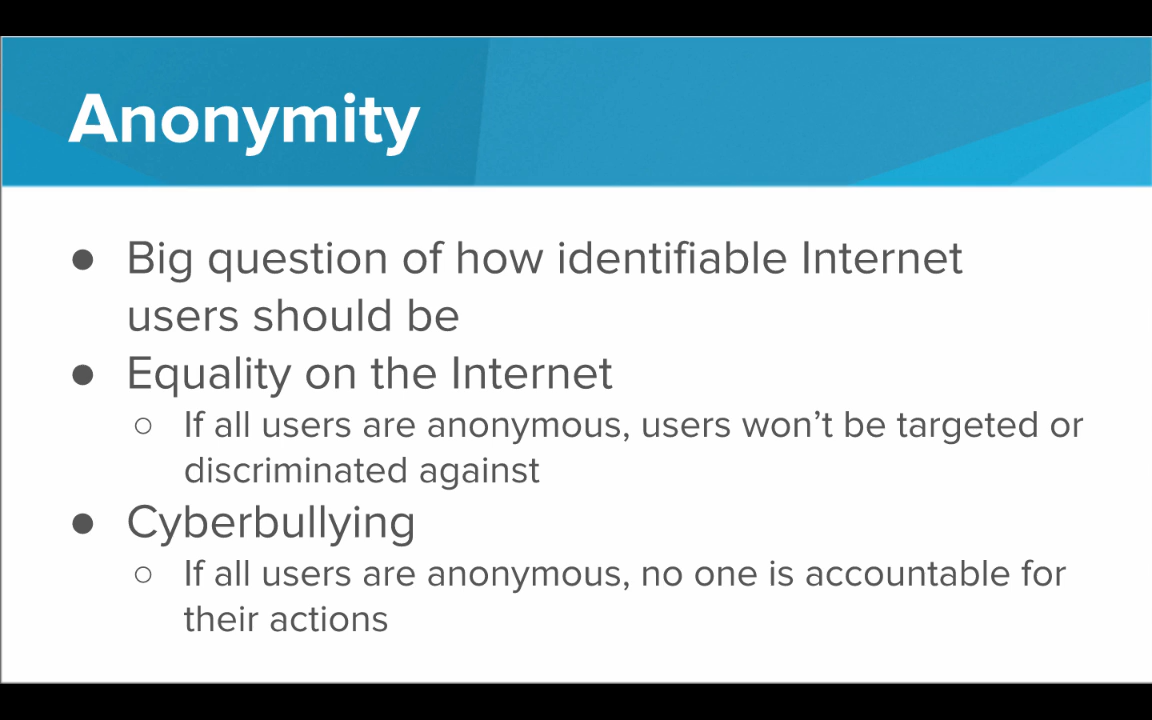 Anonymity
● Big question of how identifiable Internet
users should be
● Equality on the Internet
○ If all users are anonymous, users won’t be targeted or
discriminated against
● Cyberbullying
○ If all users are anonymous, no one is accountable for
their actions